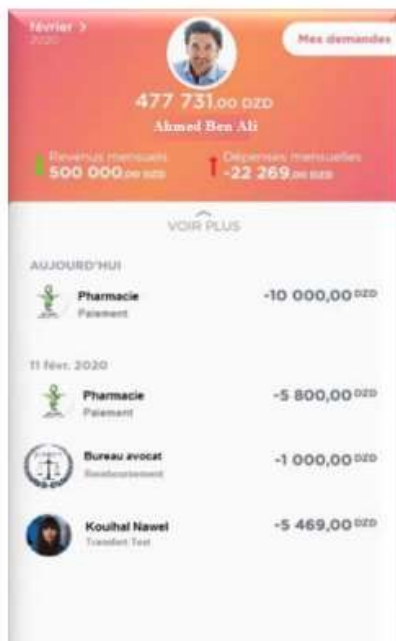 février >
2020
Mes demandes
477 731,00 DZD
Ahmed Ben Ali
Revenus mensuels
500 000,00 DZD
Dépenses mensuelles
-22 269,00 DZD
VOIR PLUS
AUJOURD'HUI
Pharmacie
-10 000,00 DZD
Paiement
11 févr. 2020
Pharmacie
-5 800,00 DZD
Paiement
Bureau avocat
-1 000,00 DZD
Remboursement
Kouihal Nawel
-5 469,00 DZD
Transfert Test